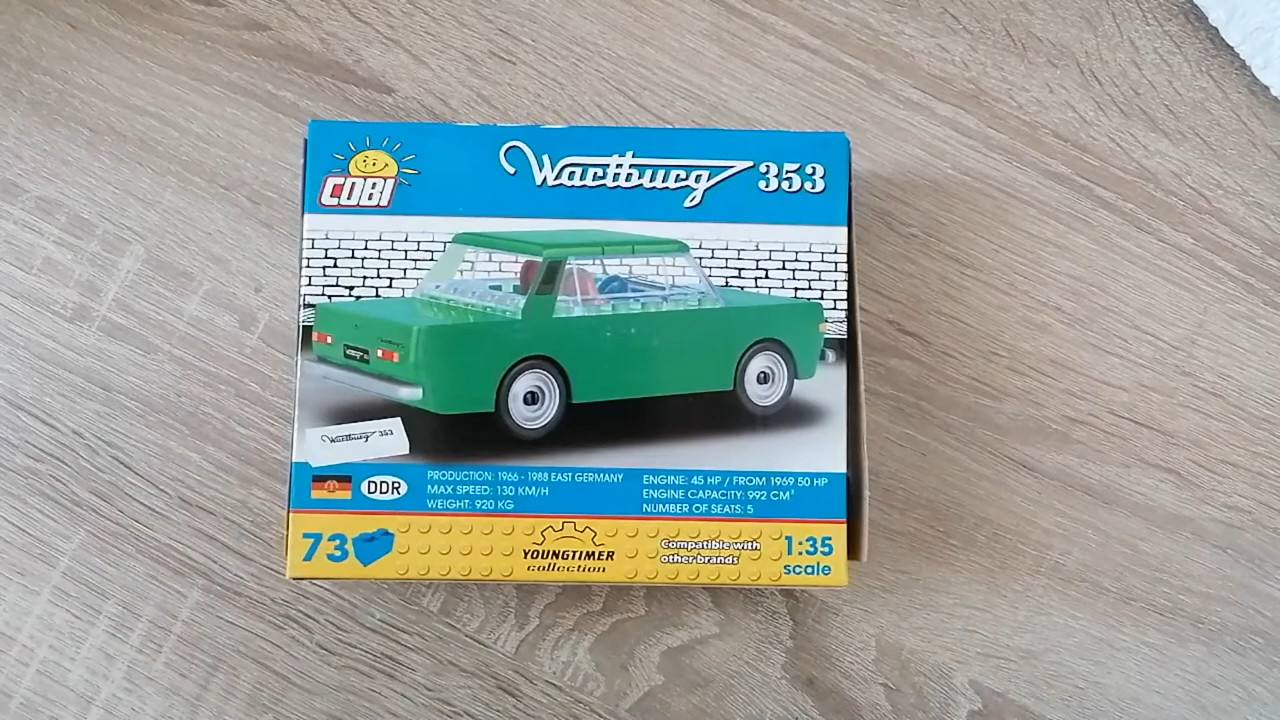 COBI
Wartburg 353
Wartburg 353
DDR
PRODUCTION: 1966 - 1988 EAST GERMANY
MAX SPEED: 130 KM/H
WEIGHT: 920 KG
ENGINE: 45 HP / FROM 1969 50 HP
ENGINE CAPACITY: 992 CM³
NUMBER OF SEATS: 5
73
YOUNGTIMER
collection
Compatible with
other brands
1:35
scale